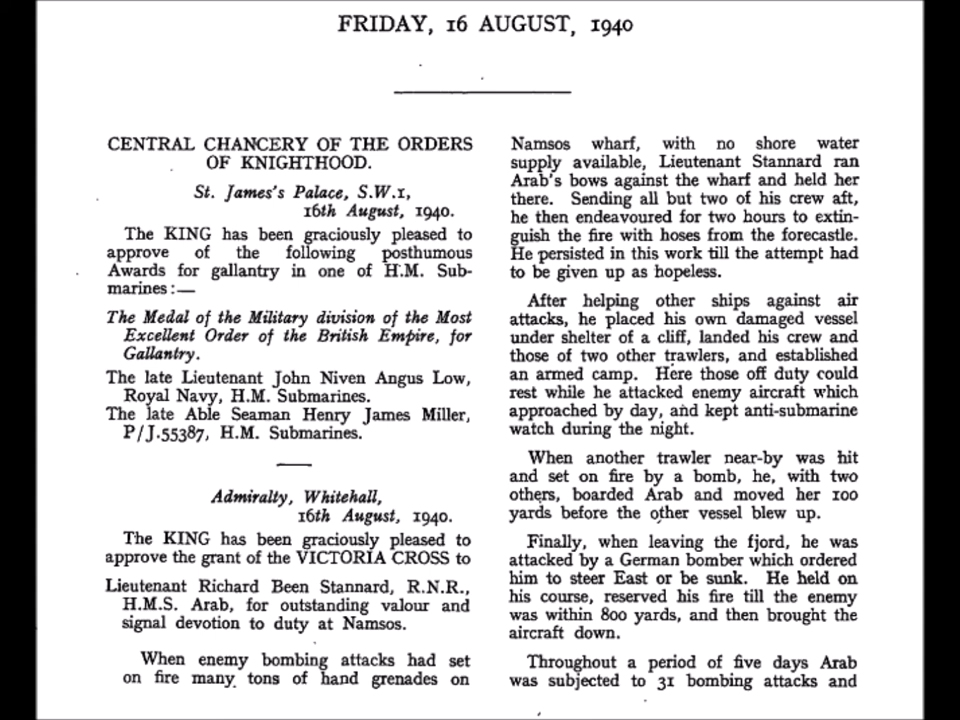 FRIDAY, 16 AUGUST, 1940
CENTRAL CHANCERY OF THE ORDERS
OF KNIGHTHOOD.
St. James's Palace, S.W.1,
16th August, 1940.
The KING has been graciously pleased to
approve of the following posthumous
Awards for gallantry in one of H.M. Sub-
marines:—
The Medal of the Military division of the Most
Excellent Order of the British Empire, for
Gallantry.
The late Lieutenant John Niven Angus Low,
Royal Navy, H.M. Submarines.
The late Able Seaman Henry James Miller,
P/J.55387, H.M. Submarines.
Admiralty, Whitehall,
16th August, 1940.
The KING has been graciously pleased to
approve the grant of the VICTORIA CROSS to
Lieutenant Richard Been Stannard, R.N.R.,
H.M.S. Arab, for outstanding valour and
signal devotion to duty at Namsos.
When enemy bombing attacks had set
on fire many tons of hand grenades on
Namsos wharf, with no shore water
supply available, Lieutenant Stannard ran
Arab's bows against the wharf and held her
there. Sending all but two of his crew aft,
he then endeavoured for two hours to extin-
guish the fire with hoses from the forecastle.
He persisted in this work till the attempt had
to be given up as hopeless.
After helping other ships against air
attacks, he placed his own damaged vessel
under shelter of a cliff, landed his crew and
those of two other trawlers, and established
an armed camp. Here those off duty could
rest while he attacked enemy aircraft which
approached by day, and kept anti-submarine
watch during the night.
When another trawler near-by was hit
and set on fire by a bomb, he, with two
others, boarded Arab and moved her 100
yards before the other vessel blew up.
Finally, when leaving the fjord, he was
attacked by a German bomber which ordered
him to steer East or be sunk. He held on
his course, reserved his fire till the enemy
was within 800 yards, and then brought the
aircraft down.
Throughout a period of five days Arab
was subjected to 31 bombing attacks and